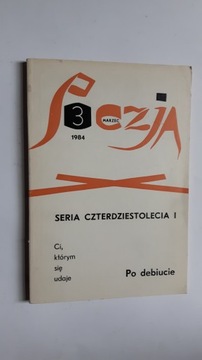 Poezja
3
MARZEC
1984
SERIA CZTERDZIESTOLECIA I
Ci,
którym
się
udaje
Po debiucie